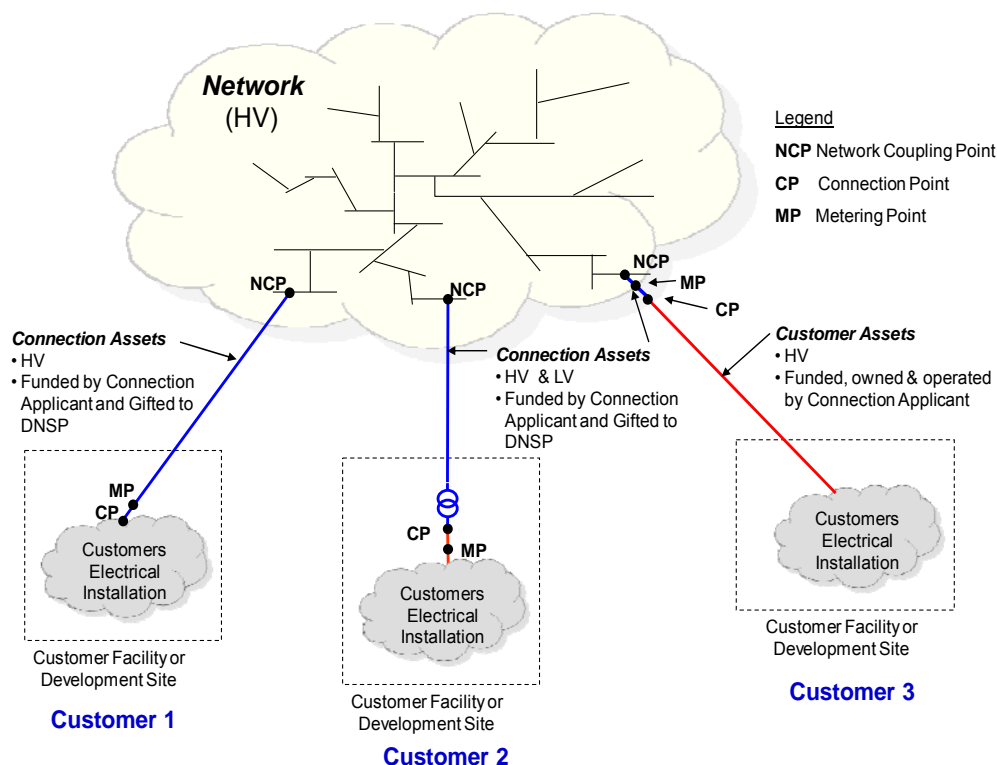 Network
(HV)
Legend
NCP Network Coupling Point
CP Connection Point
MP Metering Point
NCP
NCP
NCP
MP
CP
Connection Assets
• HV
• Funded by Connection
Applicant and Gifted to
DNSP
Connection Assets
• HV & LV
• Funded by Connection
Applicant and Gifted to
DNSP
Customer Assets
• HV
• Funded, owned & operated
by Connection Applicant
MP
CP
Customers
Electrical
Installation
Customer Facility or
Development Site
Customer 1
CP
MP
Customers
Electrical
Installation
Customer Facility or
Development Site
Customer 2
Customers
Electrical
Installation
Customer Facility or
Development Site
Customer 3